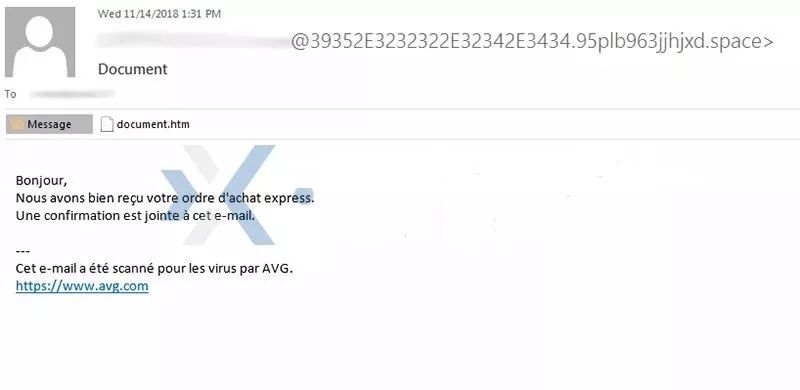 Wed 11/14/2018 1:31 PM
@39352E3232322E32342E3434.95plb963jjhjxd.space>
Document
To
Message document.htm
Bonjour,
Nous avons bien reçu votre ordre d'achat express.
Une confirmation est jointe à cet e-mail.
---
Cet e-mail a été scanné pour les virus par AVG.
https://www.avg.com